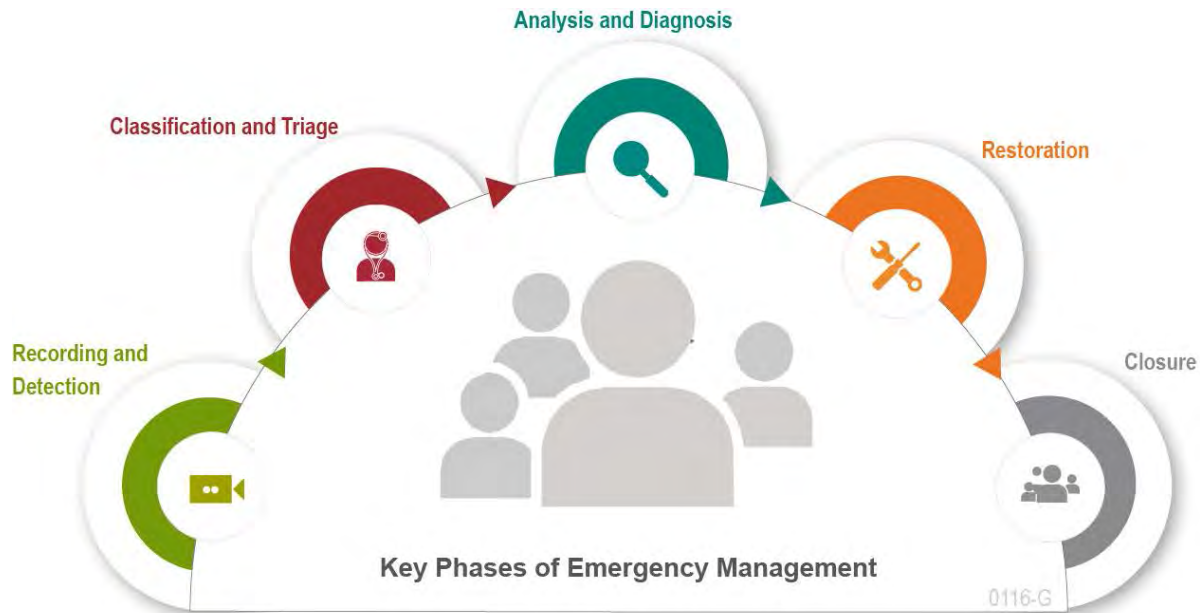 Analysis and Diagnosis
Classification and Triage
Restoration
Recording and
Detection
Closure
Key Phases of Emergency Management
0116-G